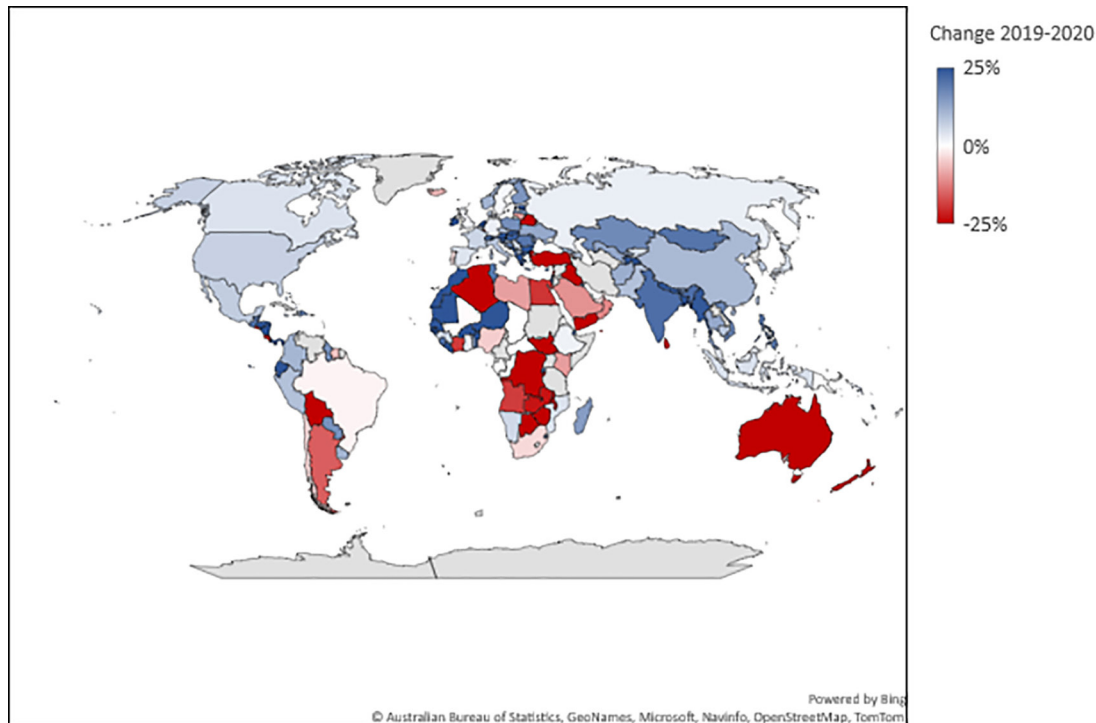 Change 2019-2020
25%
0%
-25%
Powered by Bing
© Australian Bureau of Statistics, GeoNames, Microsoft, Navinfo, OpenStreetMap, TomTom